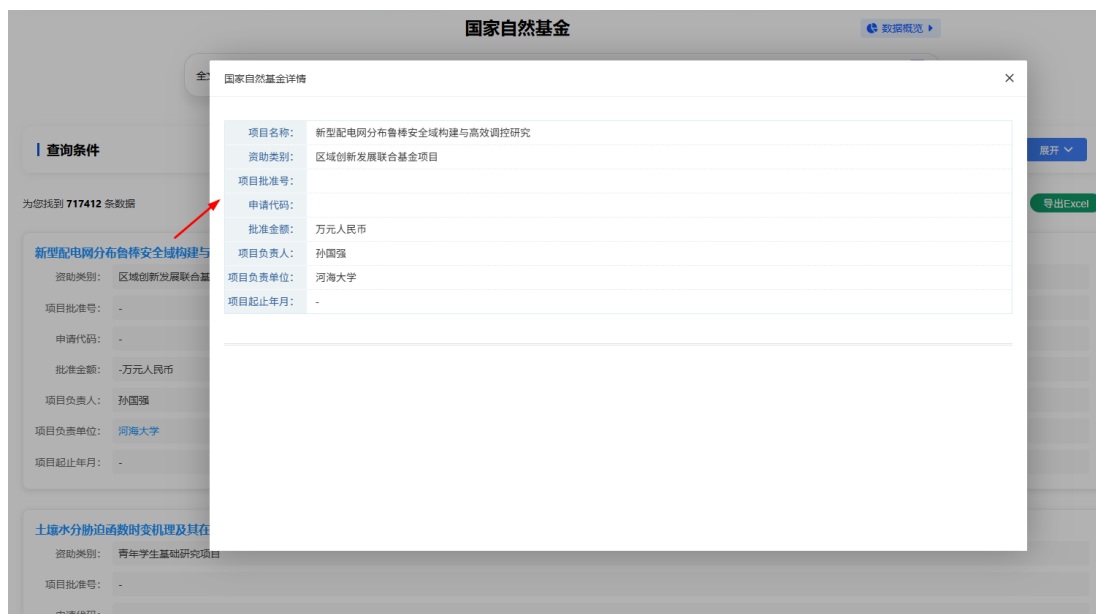 国家自然基金
数据概览
全
国家自然基金详情
查询条件
展开
项目名称： 新型配电网分布鲁棒安全域构建与高效调控研究
资助类别： 区域创新发展联合基金项目
项目批准号：
申请代码：
批准金额： 万元人民币
项目负责人： 孙国强
项目负责单位： 河海大学
项目起止年月： -
为您找到 717412 条数据
导出Excel
新型配电网分布鲁棒安全域构建与
资助类别： 区域创新发展联合基
项目批准号： -
申请代码： -
批准金额： -万元人民币
项目负责人： 孙国强
项目负责单位： 河海大学
项目起止年月： -
土壤水分胁迫函数时变机理及其在
资助类别： 青年学生基础研究项目
项目批准号： -
申请代码：